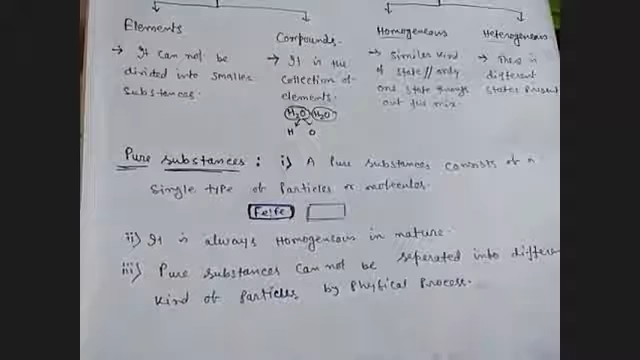 Elements
Compounds.
Homogeneous
Heterogeneous
→ It can not be
divided into smaller
substances.
→ It is the
collection of
elements.
H₂O H₂O
H O
→ Similar kind
of state // only
one state through
out the mix.
→ There is
different
states present
Pure substances : i) A pure substances consists of a
single type of particles or molecules.
Fe
ii) It is always Homogeneous in nature.
iii) Pure substances can not be seperated into differen
kind of particles by physical process.